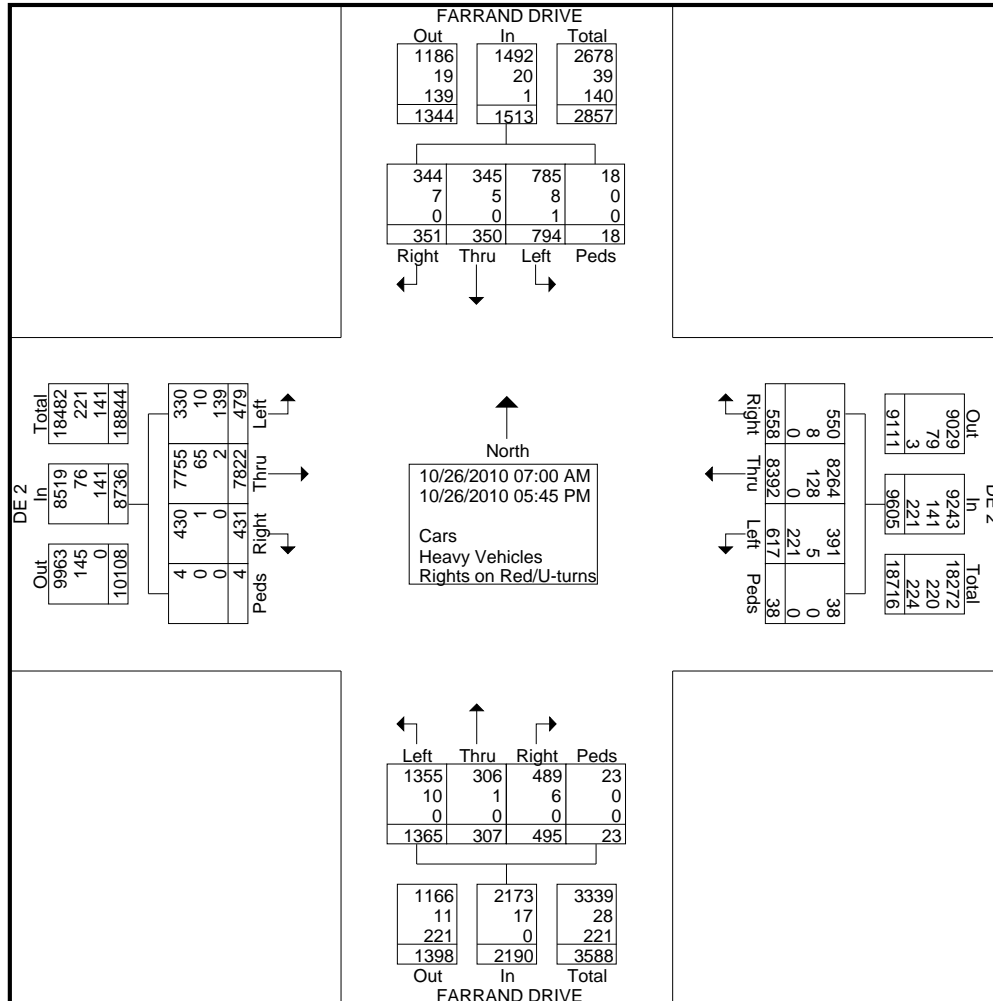 FARRAND DRIVE
Out In Total
1186 1492 2678
19 20 39
139 1 140
1344 1513 2857
344 345 785 18
7 5 8 0
0 0 1 0
351 350 794 18
Right Thru Left Peds
DE 2
Total In Out
18482 8519 9963
221 76 145
141 141 0
18844 8736 10108
330 7755 430 4
10 65 1 0
139 2 0 0
479 7822 431 4
Left Thru Right Peds
North
10/26/2010 07:00 AM
10/26/2010 05:45 PM
Cars
Heavy Vehicles
Rights on Red/U-turns
Right Thru Left Peds
558 8392 617 38
0 0 221 0
8 128 5 0
550 8264 391 38
9111 9605 18716
3 221 224
79 141 220
9029 9243 18272
Out In Total
DE 2
Left Thru Right Peds
1355 306 489 23
10 1 6 0
0 0 0 0
1365 307 495 23
1166 2173 3339
11 17 28
221 0 221
1398 2190 3588
Out In Total
FARRAND DRIVE